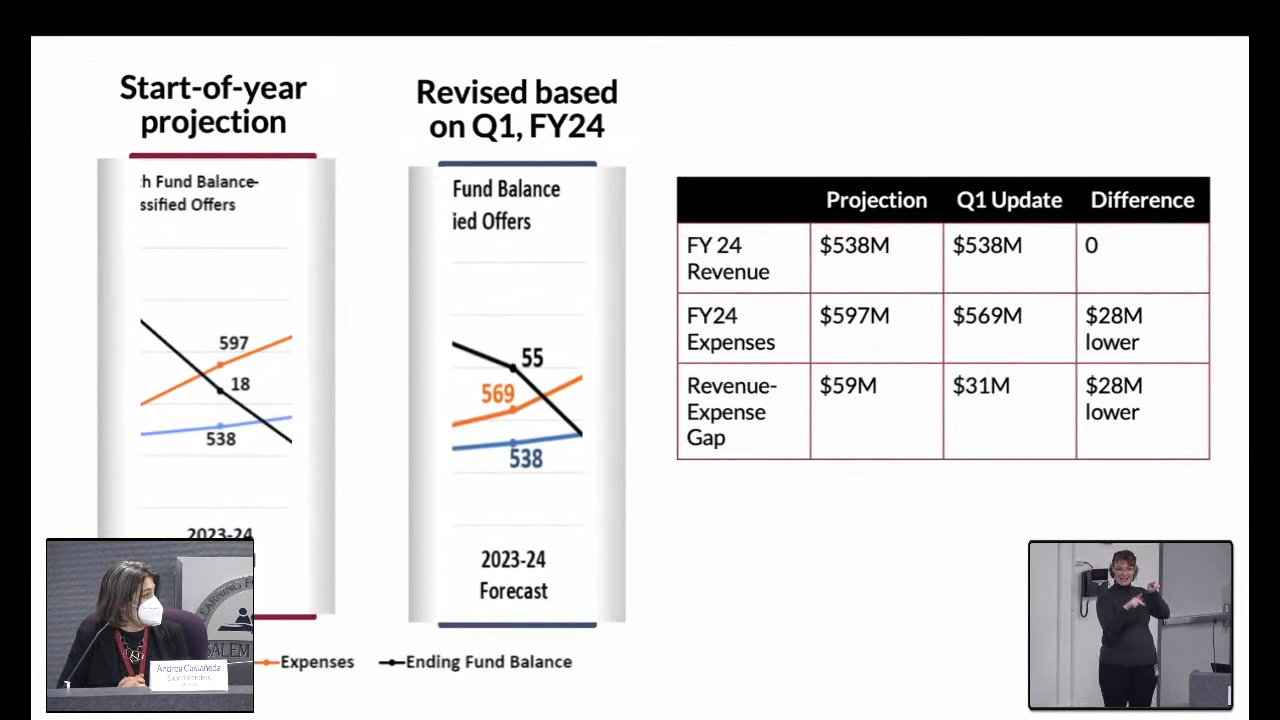 Start-of-year
projection
h Fund Balance-
ssified Offers
597
18
538
2023-24
Revised based
on Q1, FY24
Fund Balance
ied Offers
55
569
538
2023-24
Forecast
Expenses
Ending Fund Balance
Projection Q1 Update Difference
FY 24
Revenue
$538M $538M 0
FY24
Expenses
$597M $569M $28M
lower
Revenue-
Expense
Gap
$59M $31M $28M
lower
Andrea Castañeda
Superintendent
LEARNING
SALEM